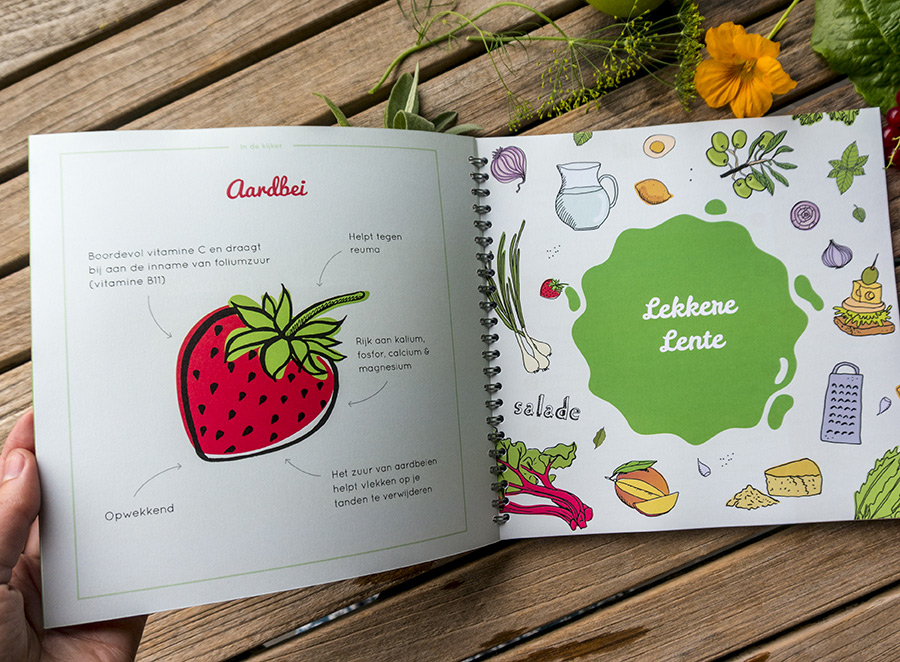 in de kijker
Aardbei
Boordevol vitamine C en draagt
bij aan de inname van foliumzuur
(vitamine B11)
Helpt tegen
reuma
Rijk aan kalium,
fosfor, calcium &
magnesium
Het zuur van aardbeien
helpt vlekken op je
tanden te verwijderen
Opwekkend
Lekkere
Lente
salade